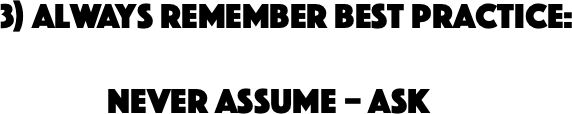 3) ALWAYS REMEMBER BEST PRACTICE:
NEVER ASSUME – ASK